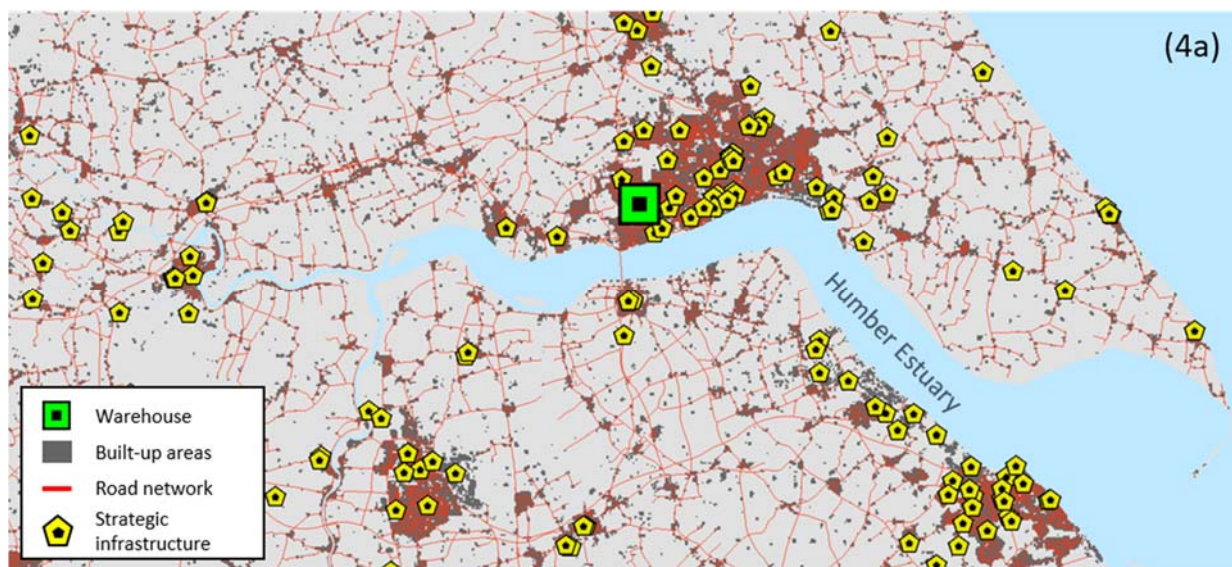 (4a)
Humber Estuary
Warehouse
Built-up areas
Road network
Strategic
infrastructure